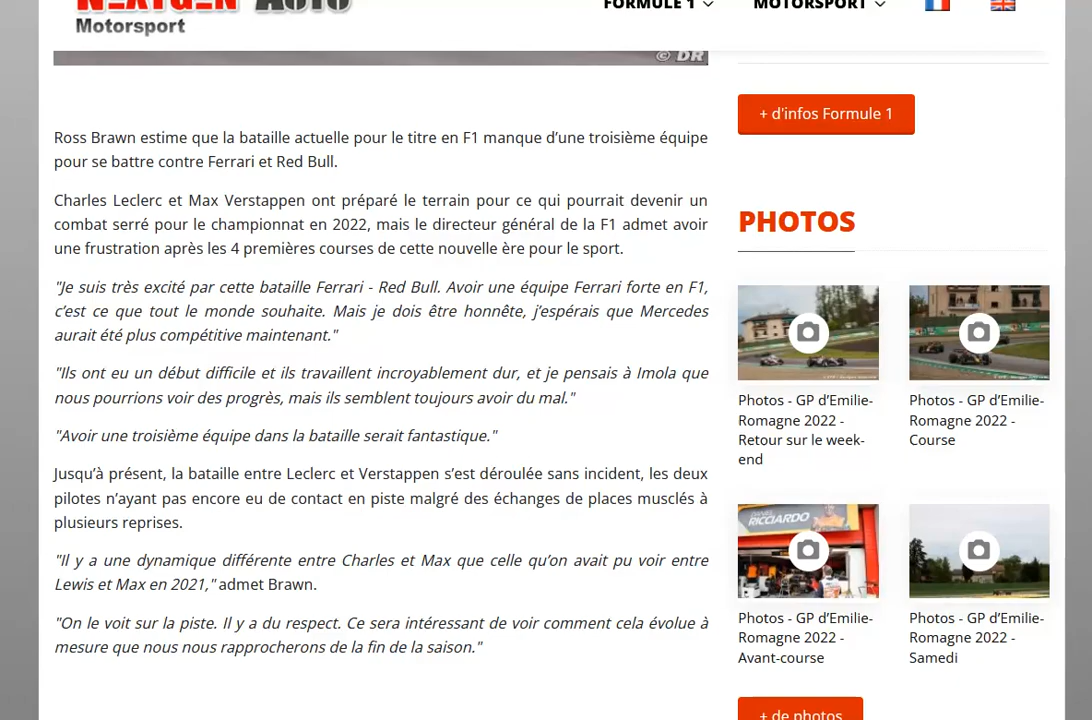 NEXTGEN AUTO
Motorsport
FORMULE 1
MOTORSPORT
© DR
Ross Brawn estime que la bataille actuelle pour le titre en F1 manque d’une troisième équipe
pour se battre contre Ferrari et Red Bull.
Charles Leclerc et Max Verstappen ont préparé le terrain pour ce qui pourrait devenir un
combat serré pour le championnat en 2022, mais le directeur général de la F1 admet avoir
une frustration après les 4 premières courses de cette nouvelle ère pour le sport.
"Je suis très excité par cette bataille Ferrari - Red Bull. Avoir une équipe Ferrari forte en F1,
c’est ce que tout le monde souhaite. Mais je dois être honnête, j’espérais que Mercedes
aurait été plus compétitive maintenant."
"Ils ont eu un début difficile et ils travaillent incroyablement dur, et je pensais à Imola que
nous pourrions voir des progrès, mais ils semblent toujours avoir du mal."
"Avoir une troisième équipe dans la bataille serait fantastique."
Jusqu’à présent, la bataille entre Leclerc et Verstappen s’est déroulée sans incident, les deux
pilotes n’ayant pas encore eu de contact en piste malgré des échanges de places musclés à
plusieurs reprises.
"Il y a une dynamique différente entre Charles et Max que celle qu’on avait pu voir entre
Lewis et Max en 2021," admet Brawn.
"On le voit sur la piste. Il y a du respect. Ce sera intéressant de voir comment cela évolue à
mesure que nous nous rapprocherons de la fin de la saison."
+ d'infos Formule 1
PHOTOS
Photos - GP d’Emilie-
Romagne 2022 -
Retour sur le week-
end
Photos - GP d’Emilie-
Romagne 2022 -
Course
DANIEL
RICCIARDO
Photos - GP d’Emilie-
Romagne 2022 -
Avant-course
Photos - GP d’Emilie-
Romagne 2022 -
Samedi
+ de photos